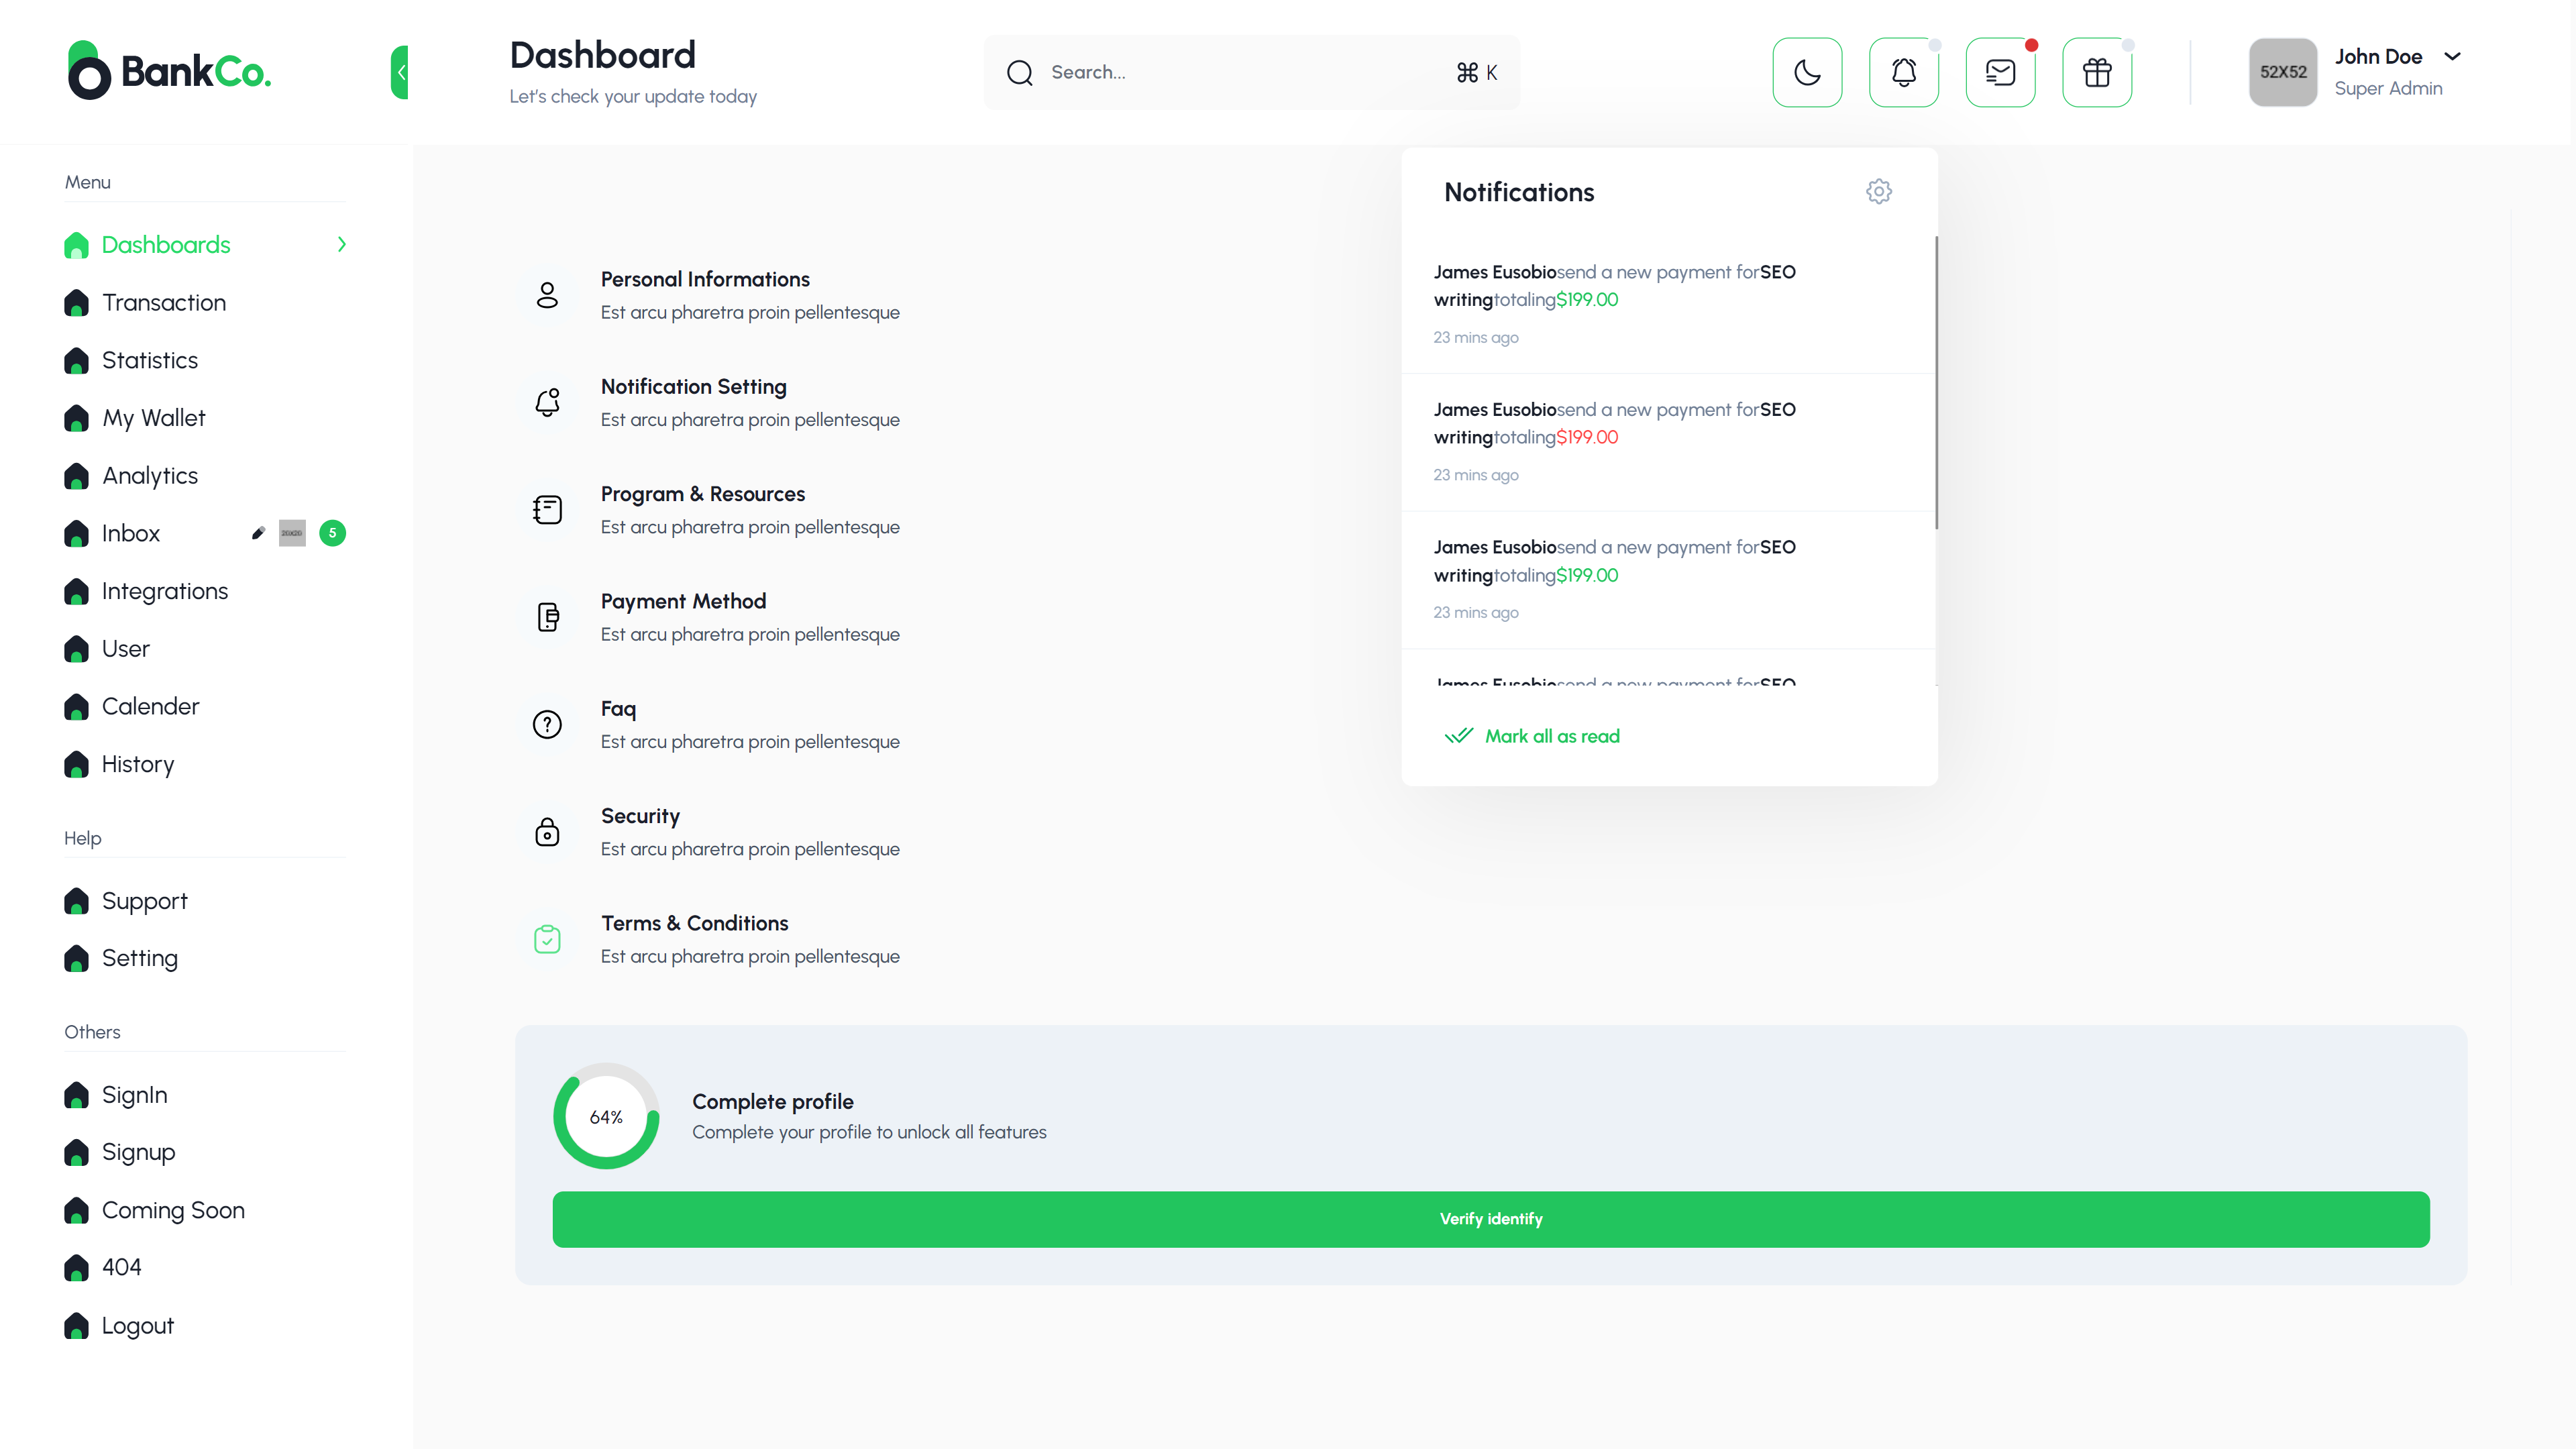 BankCo.
Dashboard
Let's check your update today
Search...
⌘ K
52X52
John Doe
Super Admin
Menu
Dashboards
Transaction
Statistics
My Wallet
Analytics
Inbox
5
Integrations
User
Calender
History
Help
Support
Setting
Others
SignIn
Signup
Coming Soon
404
Logout
Personal Informations
Est arcu pharetra proin pellentesque
Notification Setting
Est arcu pharetra proin pellentesque
Program & Resources
Est arcu pharetra proin pellentesque
Payment Method
Est arcu pharetra proin pellentesque
Faq
Est arcu pharetra proin pellentesque
Security
Est arcu pharetra proin pellentesque
Terms & Conditions
Est arcu pharetra proin pellentesque
Notifications
James Eusobiosend a new payment forSEO
writingtotaling$199.00
23 mins ago
James Eusobiosend a new payment forSEO
writingtotaling$199.00
23 mins ago
James Eusobiosend a new payment forSEO
writingtotaling$199.00
23 mins ago
James Eusobiosend a new payment forSEO
Mark all as read
64%
Complete profile
Complete your profile to unlock all features
Verify identify